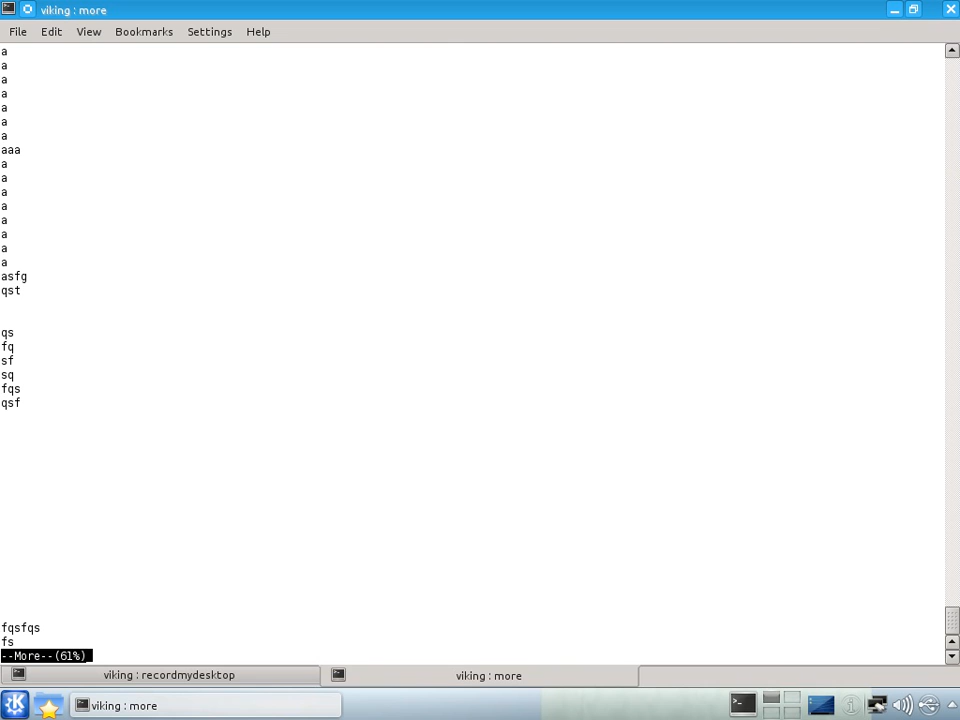 viking : more
File Edit View Bookmarks Settings Help
a
a
a
a
a
a
a
aaa
a
a
a
a
a
a
a
a
asfg
qst
qs
fq
sf
sq
fqs
qsf
fqsfqs
fs
--More--(61%)
viking : recordmydesktop
viking : more
viking : more